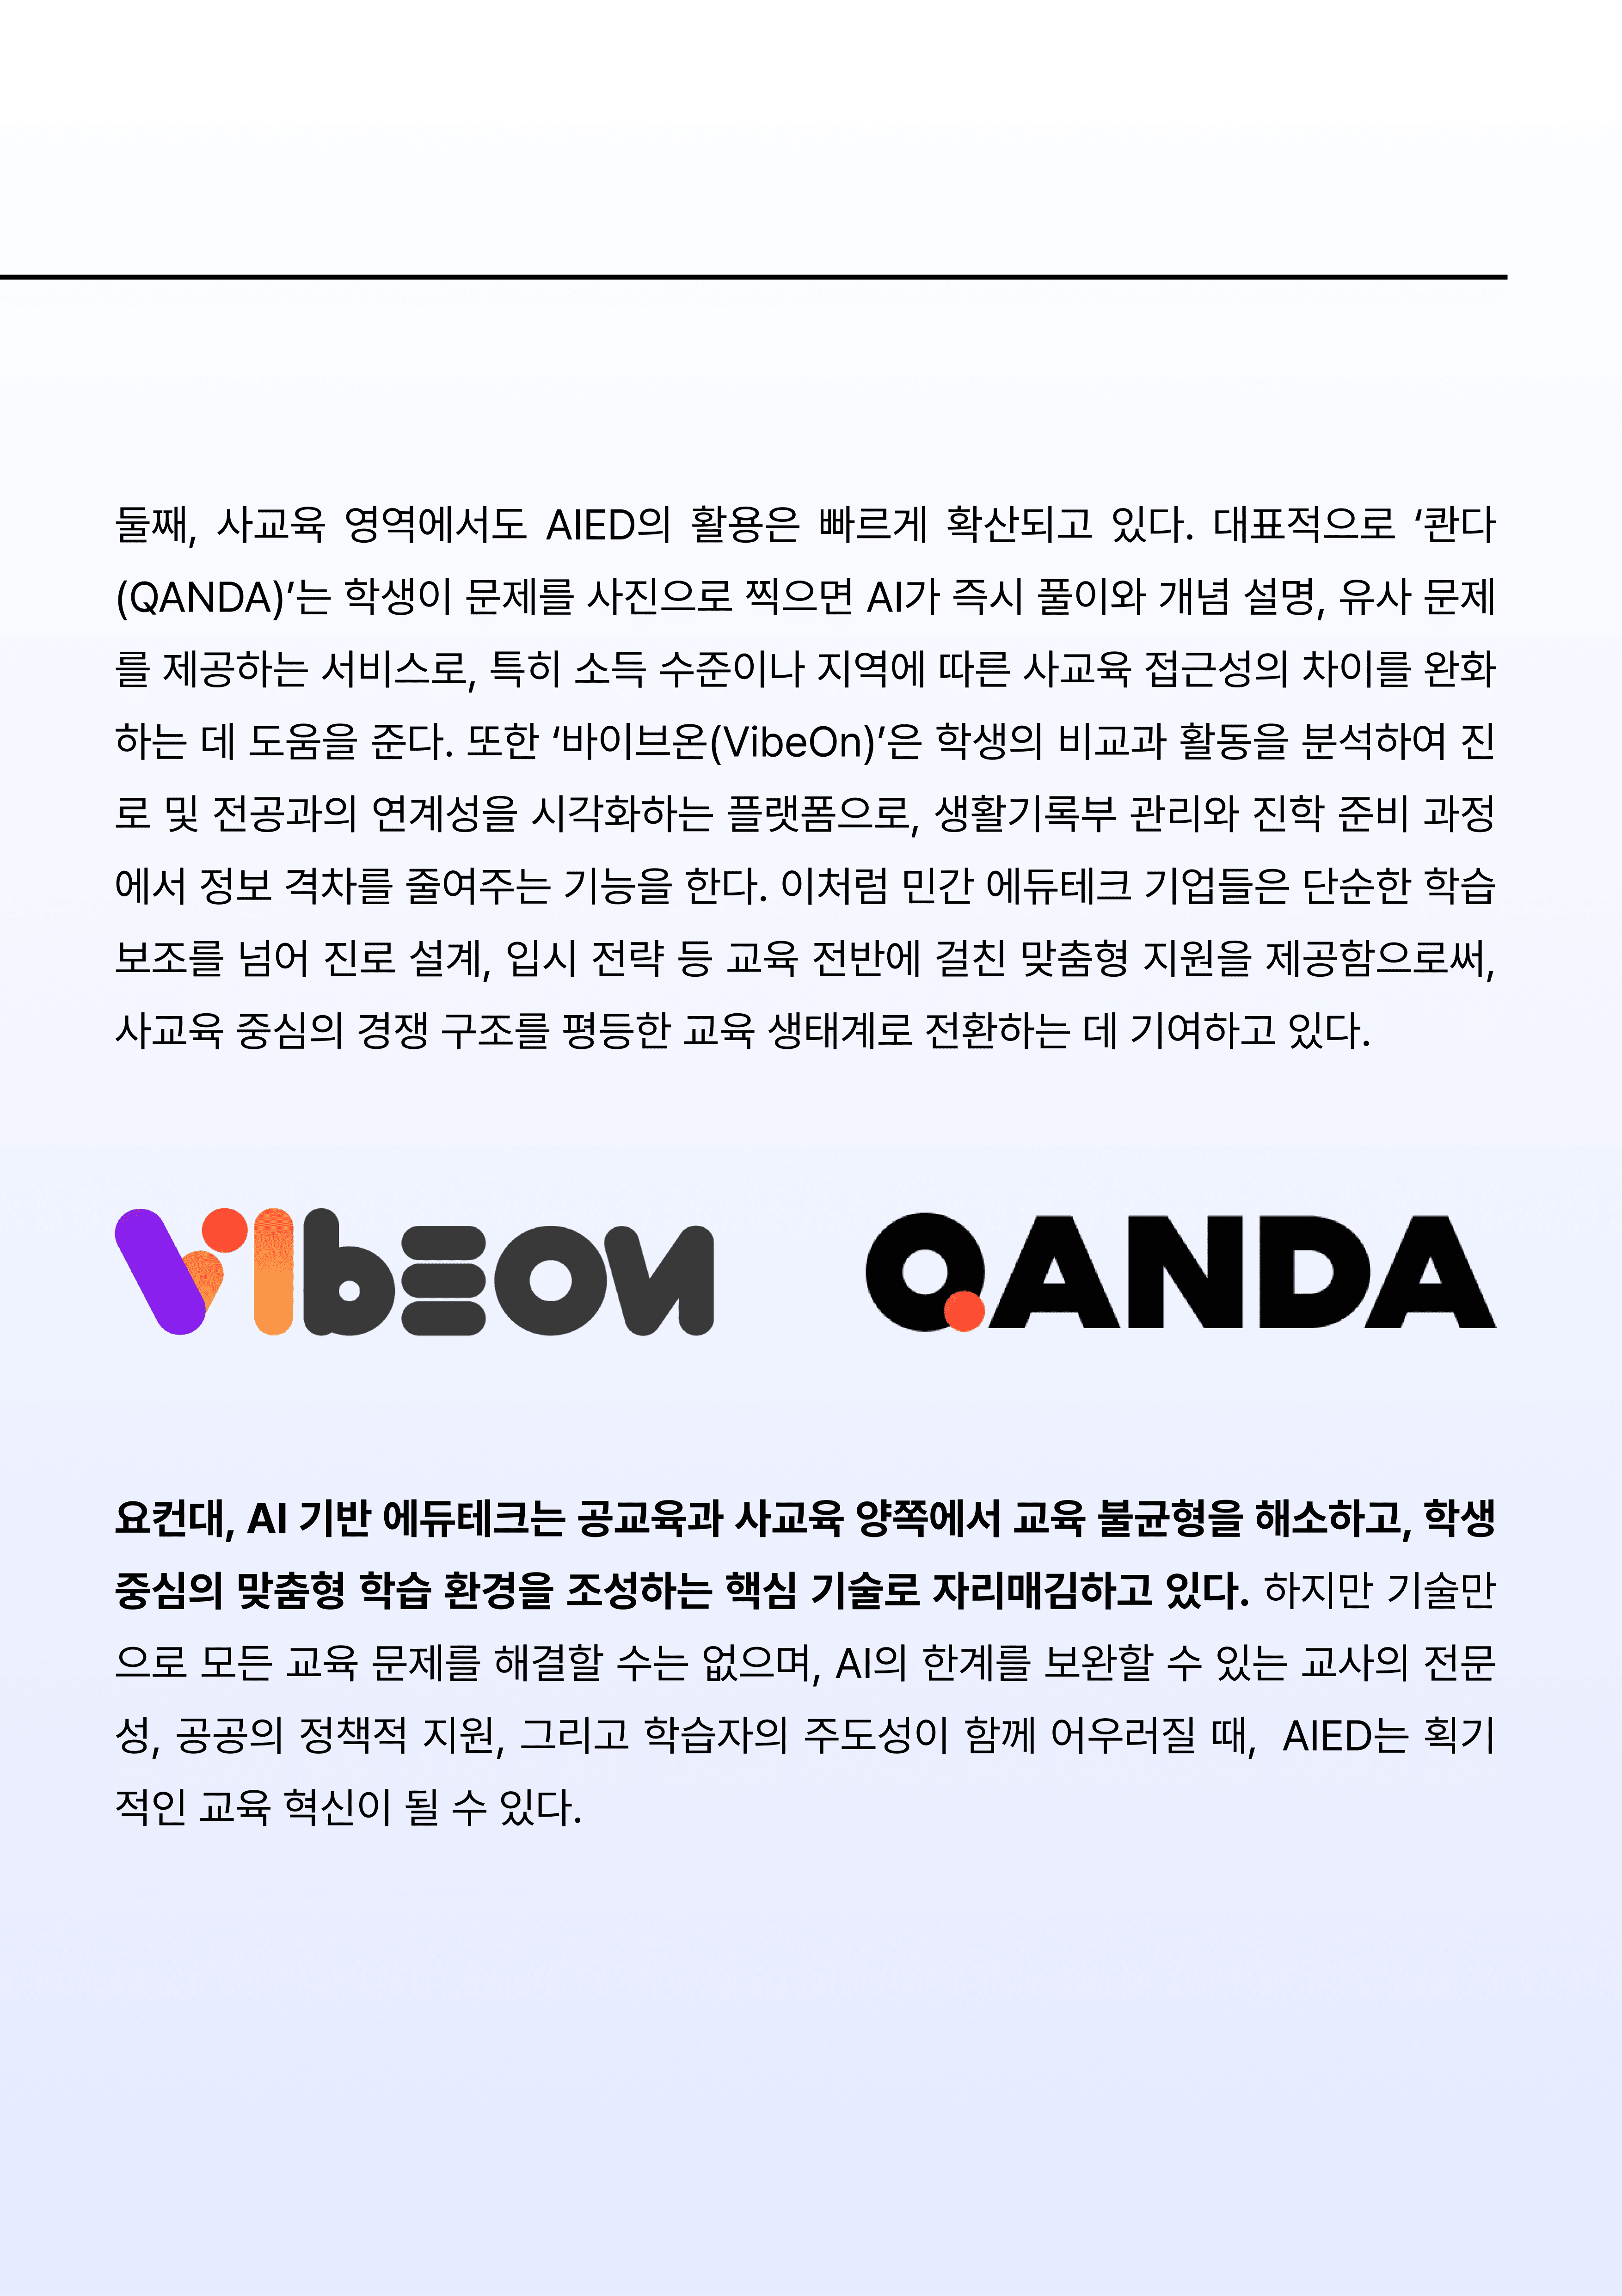 둘째, 사교육 영역에서도 AIED의 활용은 빠르게 확산되고 있다. 대표적으로 ‘콴다
(QANDA)’는 학생이 문제를 사진으로 찍으면 AI가 즉시 풀이와 개념 설명, 유사 문제
를 제공하는 서비스로, 특히 소득 수준이나 지역에 따른 사교육 접근성의 차이를 완화
하는 데 도움을 준다. 또한 ‘바이브온(VibeOn)’은 학생의 비교과 활동을 분석하여 진
로 및 전공과의 연계성을 시각화하는 플랫폼으로, 생활기록부 관리와 진학 준비 과정
에서 정보 격차를 줄여주는 기능을 한다. 이처럼 민간 에듀테크 기업들은 단순한 학습
보조를 넘어 진로 설계, 입시 전략 등 교육 전반에 걸친 맞춤형 지원을 제공함으로써,
사교육 중심의 경쟁 구조를 평등한 교육 생태계로 전환하는 데 기여하고 있다.
VIbEON QANDA
요컨대, AI 기반 에듀테크는 공교육과 사교육 양쪽에서 교육 불균형을 해소하고, 학생
중심의 맞춤형 학습 환경을 조성하는 핵심 기술로 자리매김하고 있다. 하지만 기술만
으로 모든 교육 문제를 해결할 수는 없으며, AI의 한계를 보완할 수 있는 교사의 전문
성, 공공의 정책적 지원, 그리고 학습자의 주도성이 함께 어우러질 때, AIED는 획기
적인 교육 혁신이 될 수 있다.